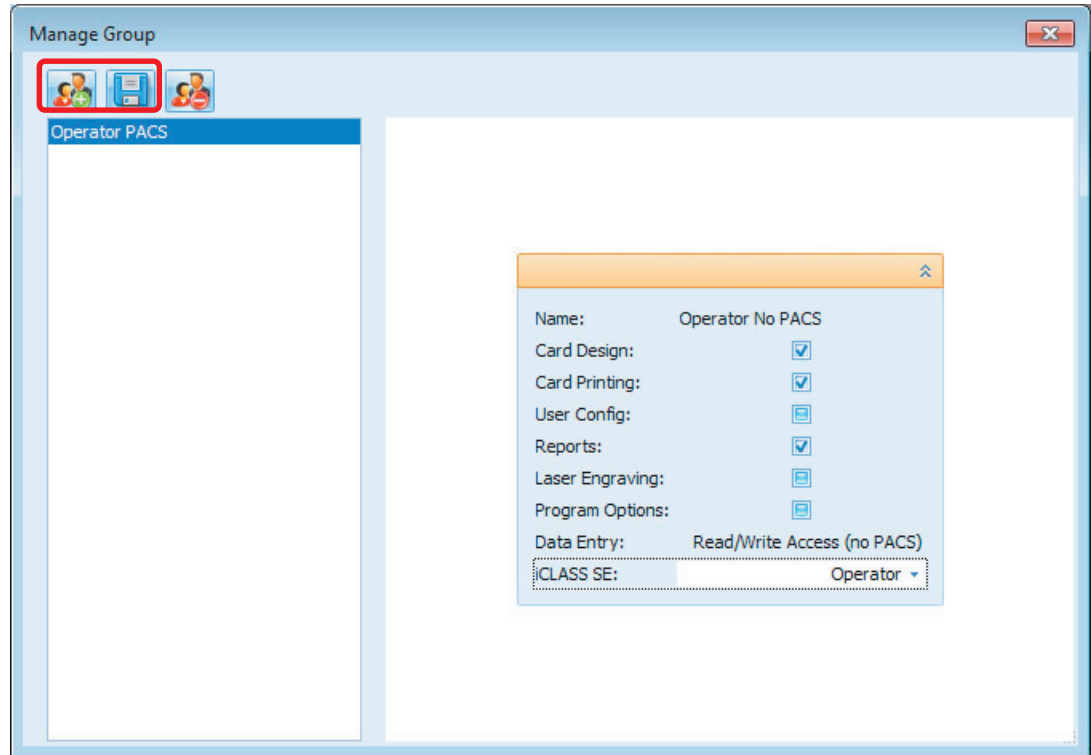 Manage Group
Operator PACS
Name: Operator No PACS
Card Design:
Card Printing:
User Config:
Reports:
Laser Engraving:
Program Options:
Data Entry: Read/Write Access (no PACS)
iCLASS SE: Operator